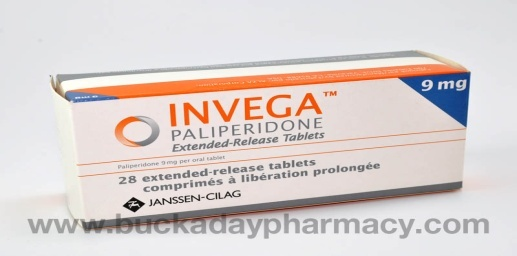 INVEGA™
9 mg
PALIPERIDONE
Extended-Release Tablets
Paliperidone 9 mg per oral tablet
28 extended-release tablets
comprimés à libération prolongée
JANSSEN-CILAG
www.buckadaypharmacy.com